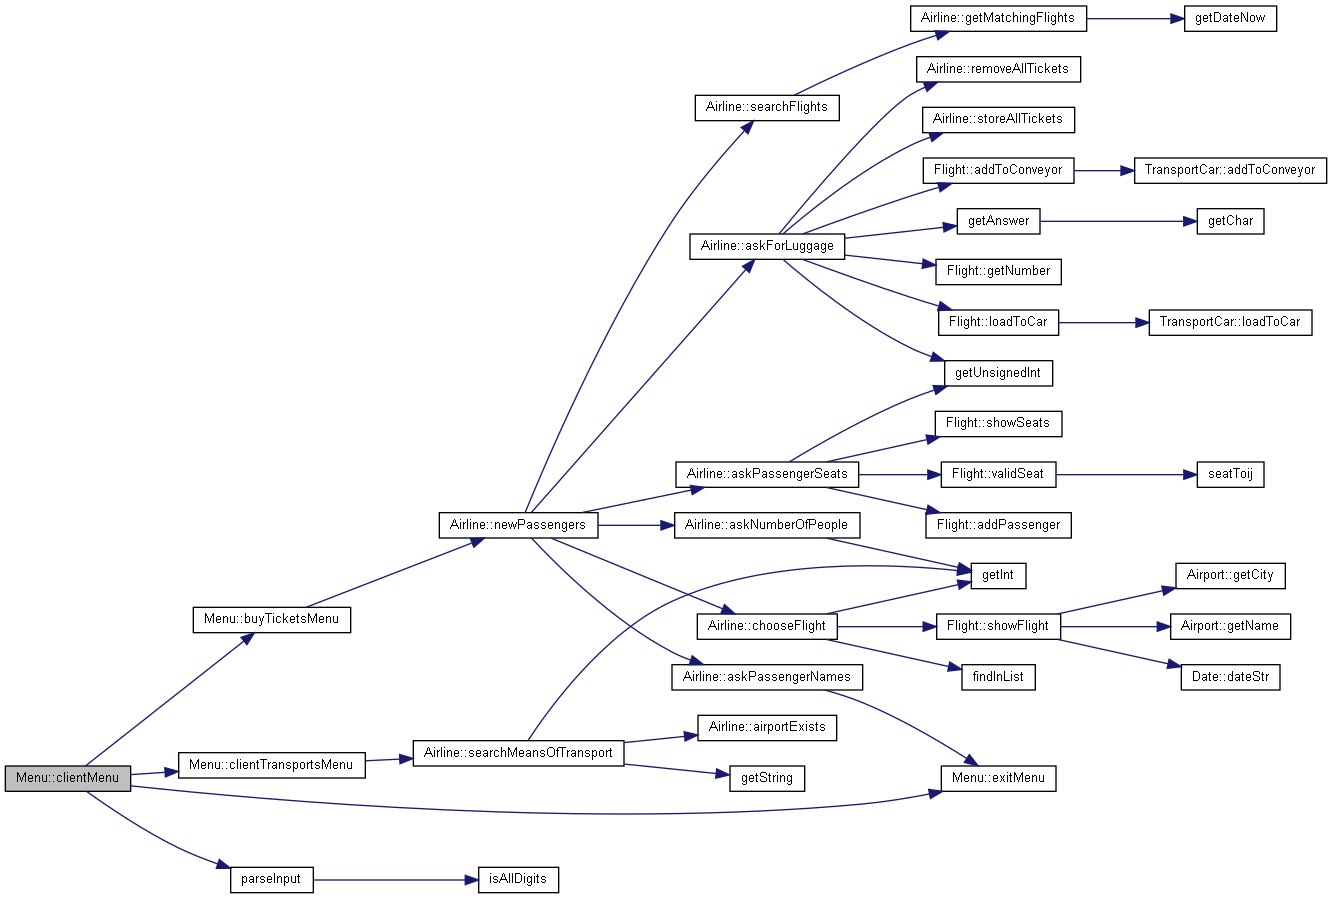 Airline::getMatchingFlights
getDateNow
Airline::removeAllTickets
Airline::searchFlights
Airline::storeAllTickets
Flight::addToConveyor
TransportCar::addToConveyor
getAnswer
getChar
Airline::askForLuggage
Flight::getNumber
Flight::loadToCar
TransportCar::loadToCar
getUnsignedInt
Flight::showSeats
Airline::askPassengerSeats
Flight::validSeat
seatToij
Airline::newPassengers
Airline::askNumberOfPeople
Flight::addPassenger
getInt
Airport::getCity
Menu::buyTicketsMenu
Airline::chooseFlight
Flight::showFlight
Airport::getName
Airline::askPassengerNames
findInList
Date::dateStr
Airline::airportExists
Airline::searchMeansOfTransport
Menu::clientTransportsMenu
Menu::clientMenu
getString
Menu::exitMenu
parseInput
isAllDigits